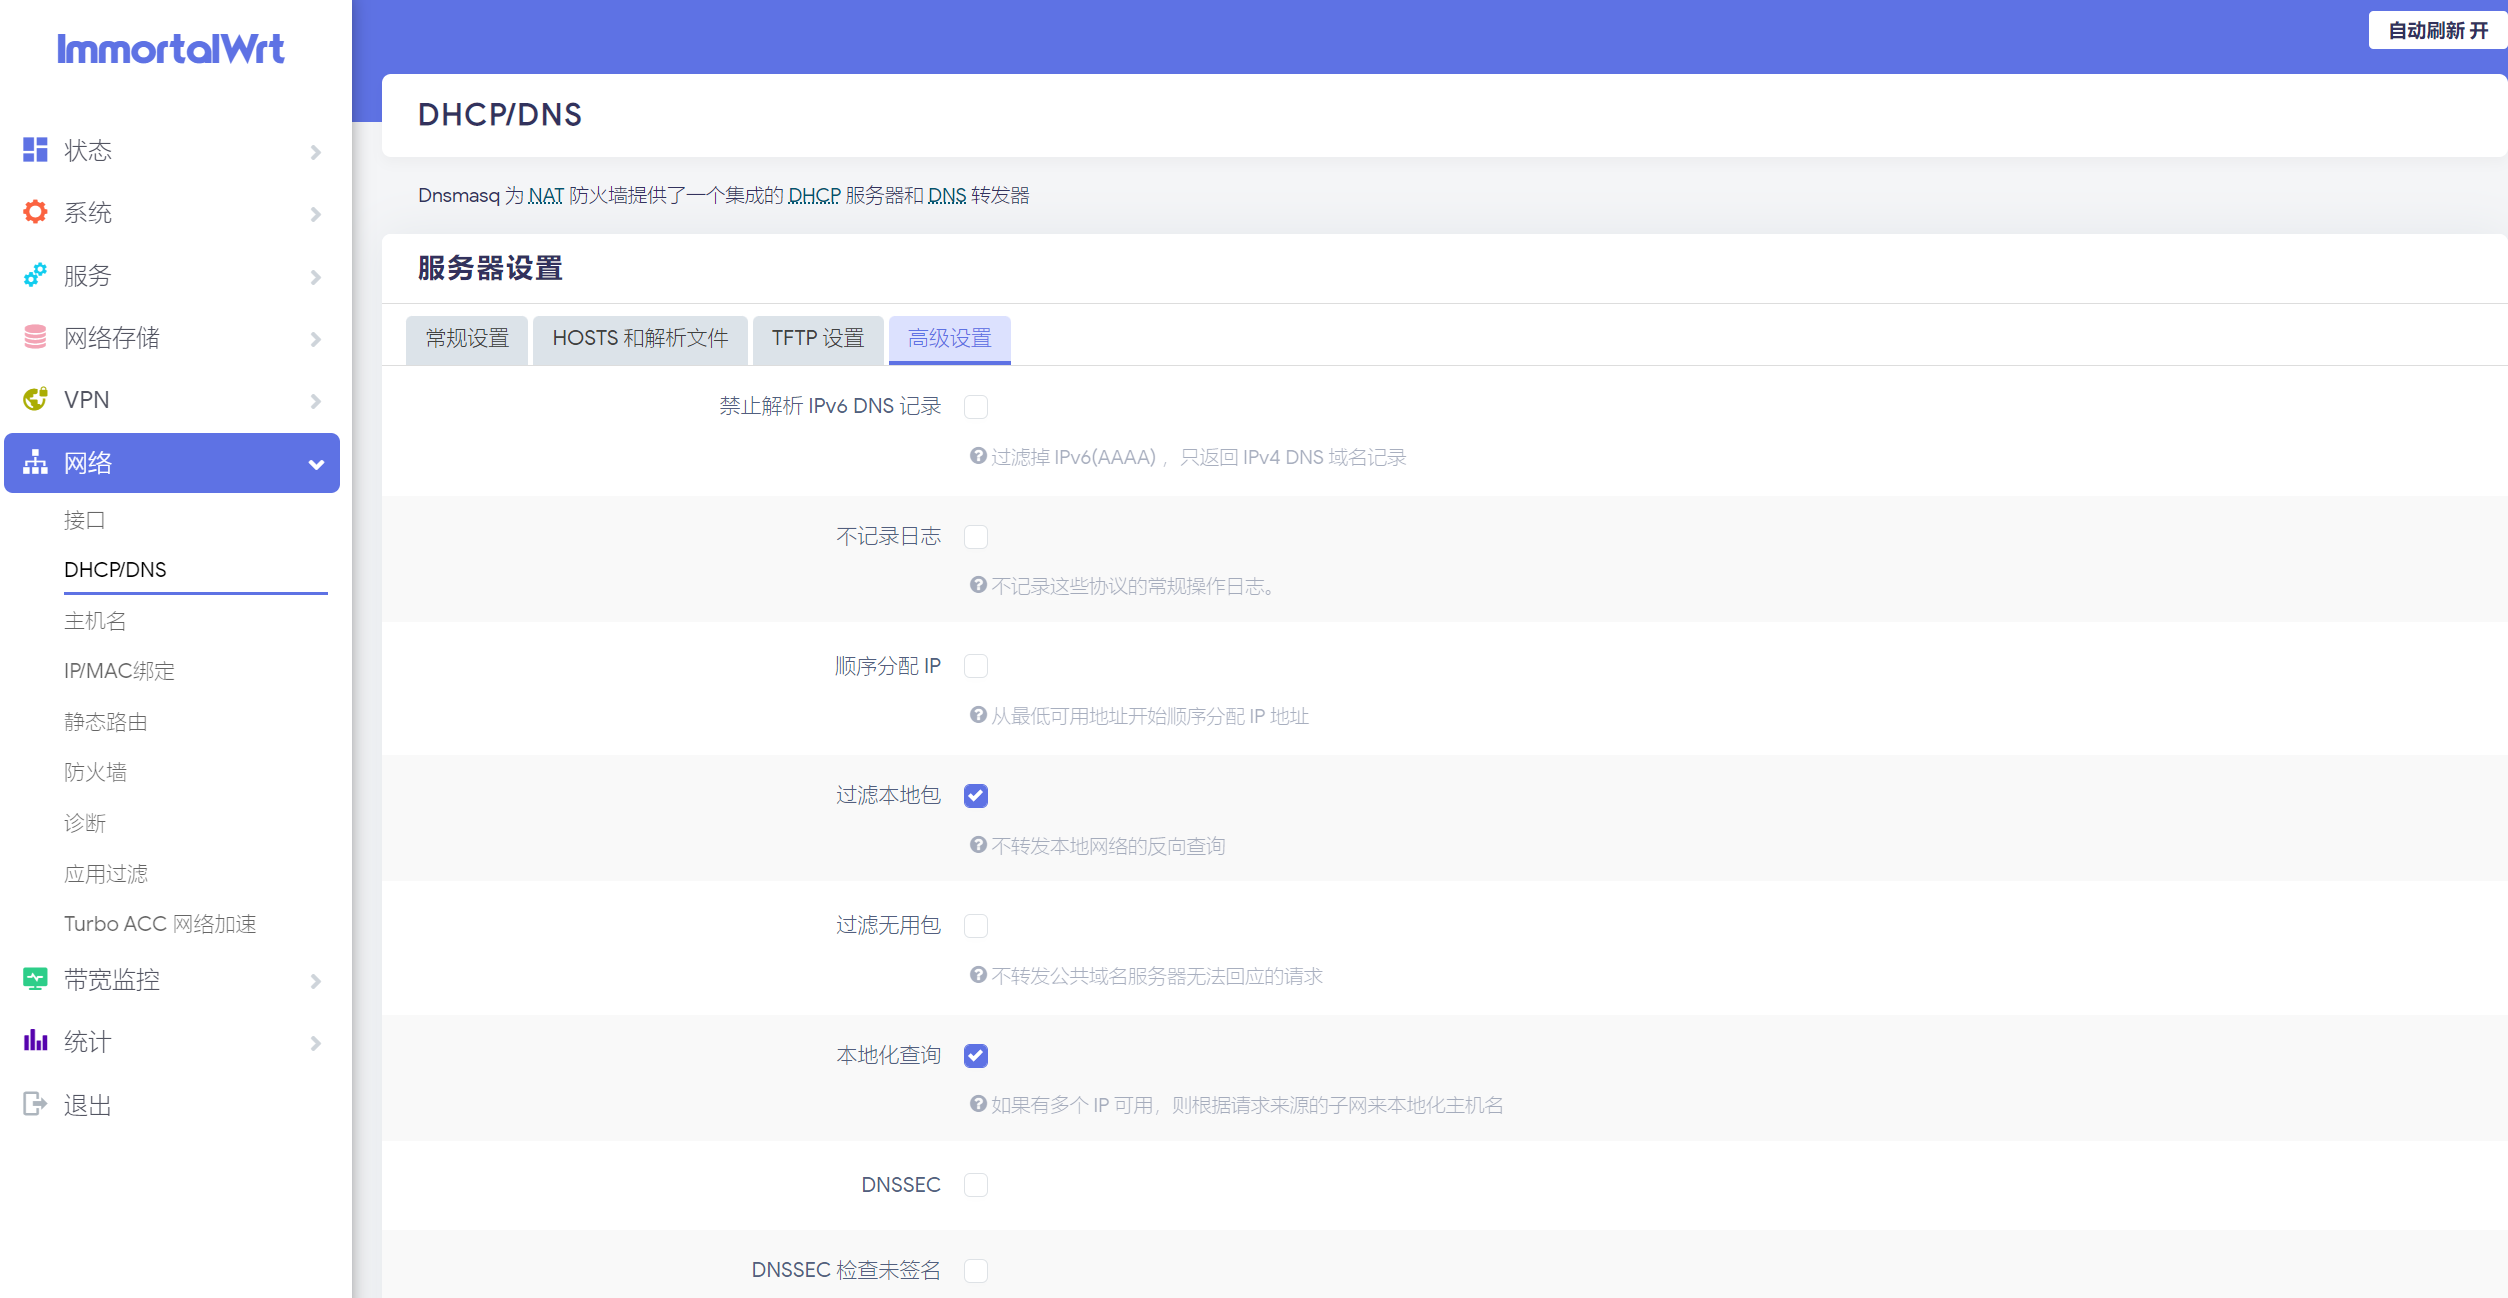 ImmortalWrt
自动刷新 开
状态
系统
服务
网络存储
VPN
网络
接口
DHCP/DNS
主机名
IP/MAC绑定
静态路由
防火墙
诊断
应用过滤
Turbo ACC 网络加速
带宽监控
统计
退出
DHCP/DNS
Dnsmasq 为 NAT 防火墙提供了一个集成的 DHCP 服务器和 DNS 转发器
服务器设置
常规设置 HOSTS 和解析文件 TFTP 设置 高级设置
禁止解析 IPv6 DNS 记录
过滤掉 IPv6(AAAA) ，只返回 IPv4 DNS 域名记录
不记录日志
不记录这些协议的常规操作日志。
顺序分配 IP
从最低可用地址开始顺序分配 IP 地址
过滤本地包
不转发本地网络的反向查询
过滤无用包
不转发公共域名服务器无法回应的请求
本地化查询
如果有多个 IP 可用，则根据请求来源的子网来本地化主机名
DNSSEC
DNSSEC 检查未签名